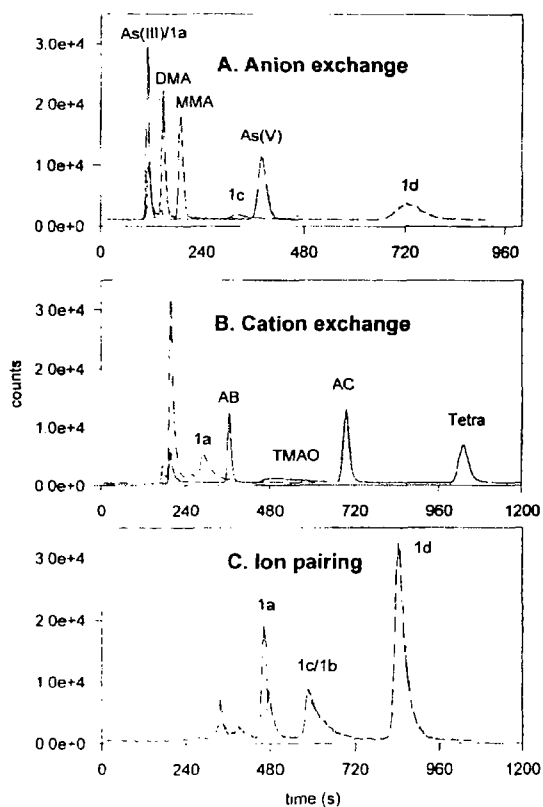 3 0e+4
2 0e+4
1 0e+4
0 0e+0
As(III)/1a
A. Anion exchange
DMA
MMA
As(V)
1c
1d
0 240 480 720 960
counts
3 0e+4
2 0e+4
1 0e+4
0 0e+0
B. Cation exchange
AB
AC
1a
TMAO
Tetra
0 240 480 720 960 1200
3 0e+4
2 0e+4
1 0e+4
0 0e+0
C. Ion pairing
1d
1a
1c/1b
0 240 480 720 960 1200
time (s)